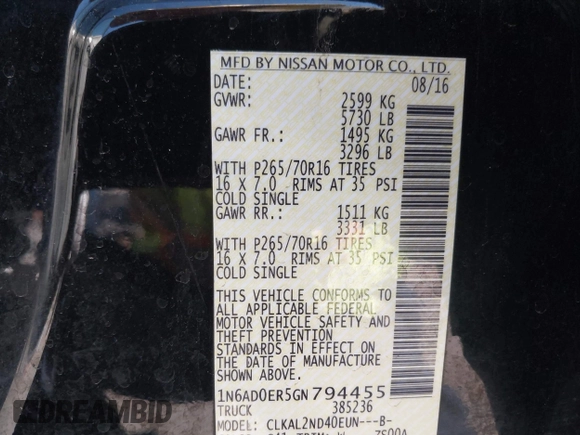 MFD BY NISSAN MOTOR CO., LTD.
DATE: 08/16
GVWR: 2599 KG
5730 LB
GAWR FR.: 1495 KG
3296 LB
WITH P265/70R16 TIRES
16 X 7.0 RIMS AT 35 PSI
COLD SINGLE
GAWR RR.: 1511 KG
3331 LB
WITH P265/70R16 TIRES
16 X 7.0 RIMS AT 35 PSI
COLD SINGLE
THIS VEHICLE CONFORMS TO
ALL APPLICABLE FEDERAL
MOTOR VEHICLE SAFETY AND
THEFT PREVENTION
STANDARDS IN EFFECT ON
THE DATE OF MANUFACTURE
SHOWN ABOVE.
1N6AD0ER5GN794455
TRUCK 385236
MODEL: CLKAL2ND40EUN---B-
DREAMBID